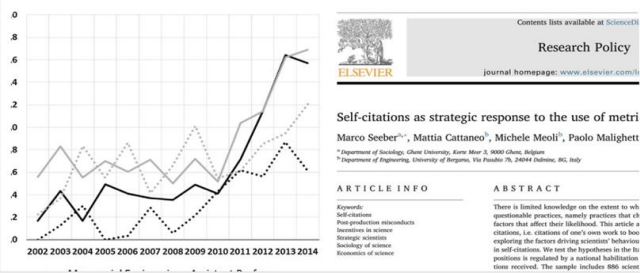 .0
.8
.6
.4
.2
.0
.8
.6
.4
.2
.0
2002 2003 2004 2005 2006 2007 2008 2009 2010 2011 2012 2013 2014
Contents lists available at ScienceDi
Research Policy
journal homepage: www.elsevier.com/l
ELSEVIER
Self-citations as strategic response to the use of metri
Marco Seeberᵃ,*, Mattia Cattaneoᵇ, Michele Meoliᵇ, Paolo Malighett
ᵃ Department of Sociology, Ghent University, Korte Meer 3, 9000 Ghent, Belgium
ᵇ Department of Engineering, University of Bergamo, Via Pasubio 7b, 24044 Dalmine, BG, Italy
ARTICLE INFO
Keywords:
Self-citations
Post-production misconducts
Incentives in science
Strategic scientists
Sociology of science
Economics of science
ABSTRACT
There is limited knowledge on the extent to wh
questionable practices, namely practices that ch
factors that affect their likelihood. This article a
citations, i.e. citations of one's own work to boo
exploring the factors driving scientists' behaviou
in self-citations. We test the hypotheses in the It
positions is regulated by a national habilitation
tions received. The sample includes 886 scient